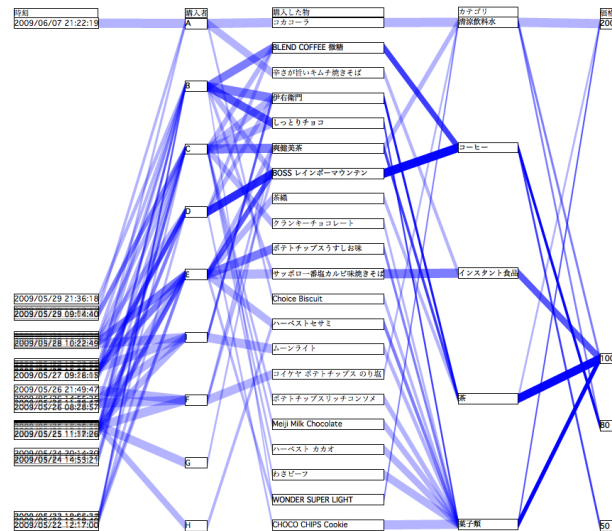 時刻
2009/06/07 21:22:19
2009/05/29 21:36:18
2009/05/29 09:14:40
2009/05/28 10:22:49
2009/05/27 09:28:15
2009/05/26 21:49:47
2009/05/26 08:28:57
2009/05/25 11:17:26
2009/05/24 20:14:30
2009/05/24 14:53:21
2009/05/22 12:17:00
購入者
A
B
C
D
E
F
G
H
購入した物
コカコーラ
BLEND COFFEE 微糖
辛さが旨いキムチ焼きそば
伊右衛門
しっとりチョコ
爽健美茶
BOSS レインボーマウンテン
茶織
クランキーチョコレート
ポテトチップスうすしお味
サッポロ一番塩カルビ味焼きそば
Choice Biscuit
ハーベストセサミ
ムーンライト
コイケヤ ポテトチップス のり塩
ポテトチップスリッチコンソメ
Meiji Milk Chocolate
ハーベスト カカオ
わさビーフ
WONDER SUPER LIGHT
CHOCO CHIPS Cookie
カテゴリ
清涼飲料水
コーヒー
インスタント食品
茶
菓子類
価格
200
100
80
50